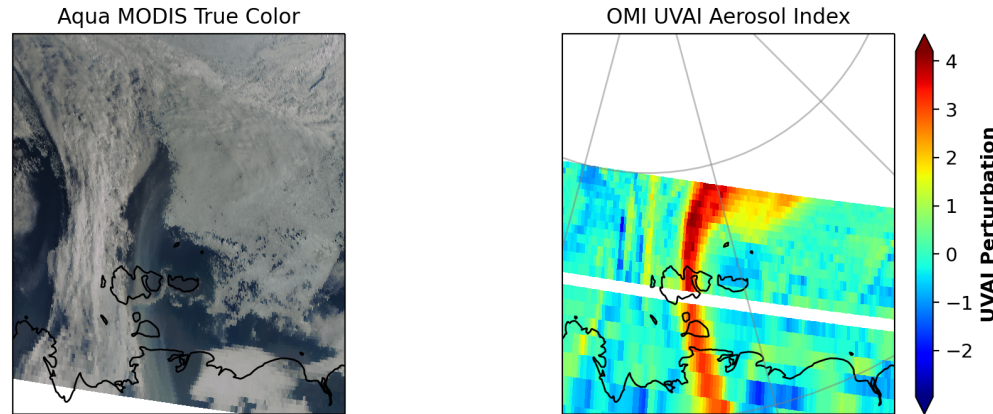 Aqua MODIS True Color
OMI UVAI Aerosol Index
4
3
2
1
0
−1
−2
UVAI Perturbation